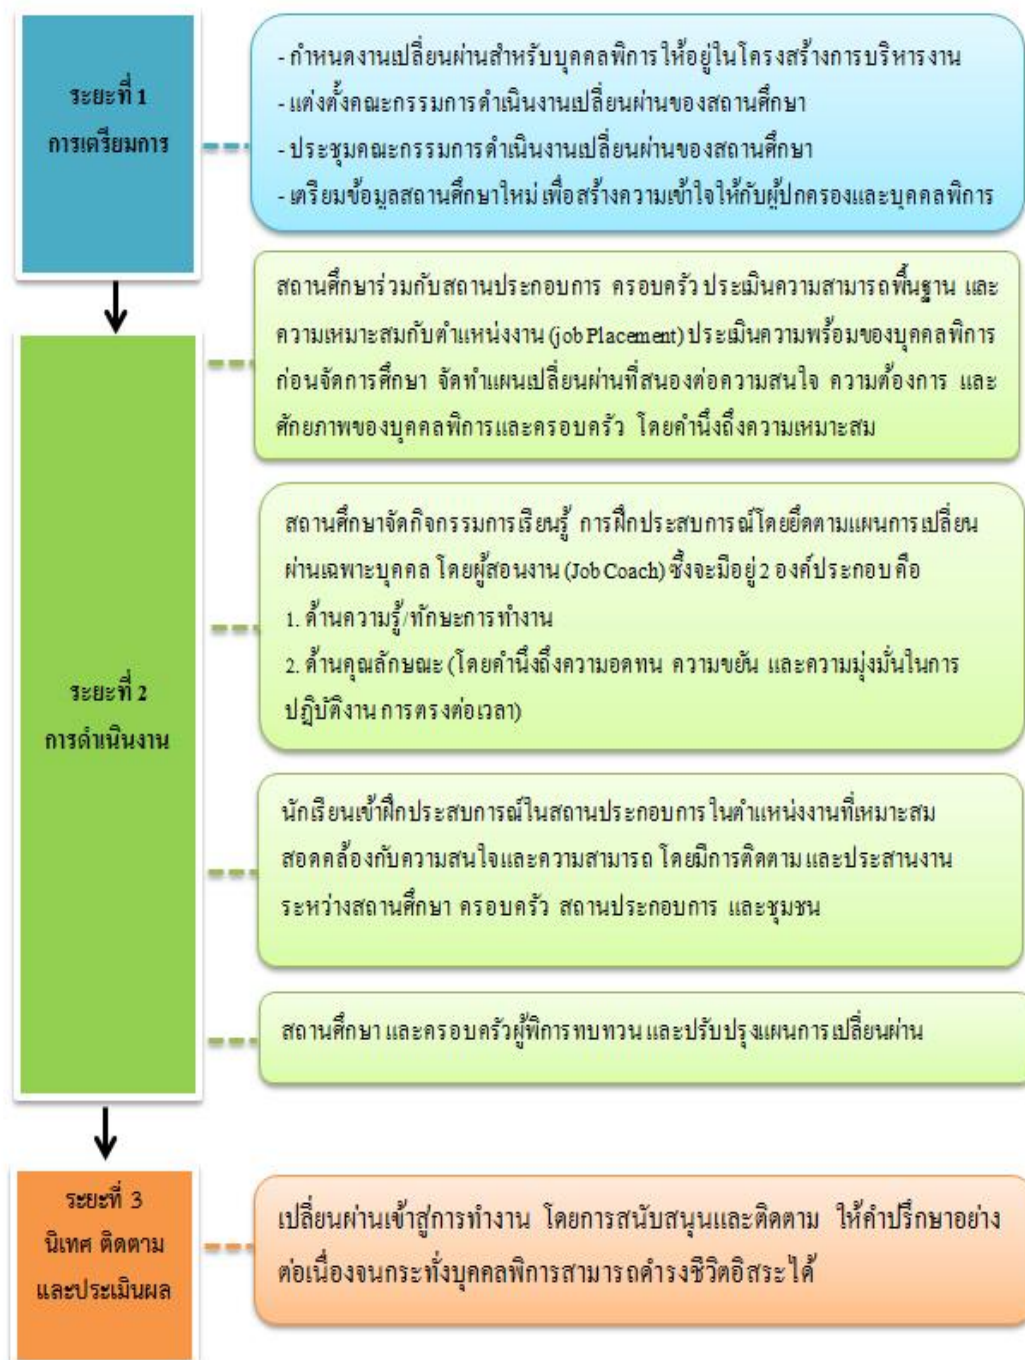 ระยะที่ 1
การเตรียมการ
- กำหนดงานเปลี่ยนผ่านสำหรับบุคคลพิการให้อยู่ในโครงสร้างการบริหารงาน
- แต่งตั้งคณะกรรมการดำเนินงานเปลี่ยนผ่านของสถานศึกษา
- ประชุมคณะกรรมการดำเนินงานเปลี่ยนผ่านของสถานศึกษา
- เตรียมข้อมูลสถานศึกษาใหม่ เพื่อสร้างความเข้าใจให้กับผู้ปกครองและบุคคลพิการ
ระยะที่ 2
การดำเนินงาน
สถานศึกษาร่วมกับสถานประกอบการ ครอบครัว ประเมินความสามารถพื้นฐาน และ
ความเหมาะสมกับตำแหน่งงาน (job Placement) ประเมินความพร้อมของบุคคลพิการ
ก่อนจัดการศึกษา จัดทำแผนเปลี่ยนผ่านที่สนองต่อความสนใจ ความต้องการ และ
ศักยภาพของบุคคลพิการและครอบครัว โดยคำนึงถึงความเหมาะสม
สถานศึกษาจัดกิจกรรมการเรียนรู้ การฝึกประสบการณ์โดยยึดตามแผนการเปลี่ยน
ผ่านเฉพาะบุคคล โดยผู้สอนงาน (Job Coach) ซึ่งจะมีอยู่ 2 องค์ประกอบ คือ
1. ด้านความรู้/ทักษะการทำงาน
2. ด้านคุณลักษณะ (โดยคำนึงถึงความอดทน ความขยัน และความมุ่งมั่นในการ
ปฏิบัติงาน การตรงต่อเวลา)
นักเรียนเข้าฝึกประสบการณ์ในสถานประกอบการ ในตำแหน่งงานที่เหมาะสม
สอดคล้องกับความสนใจและความสามารถ โดยมีการติดตาม และประสานงาน
ระหว่างสถานศึกษา ครอบครัว สถานประกอบการ และชุมชน
สถานศึกษา และครอบครัวผู้พิการทบทวน และปรับปรุงแผนการเปลี่ยนผ่าน
ระยะที่ 3
นิเทศ ติดตาม
และประเมินผล
เปลี่ยนผ่านเข้าสู่การทำงาน โดยการสนับสนุนและติดตาม ให้คำปรึกษาอย่าง
ต่อเนื่องจนกระทั่งบุคคลพิการสามารถดำรงชีวิตอิสระได้